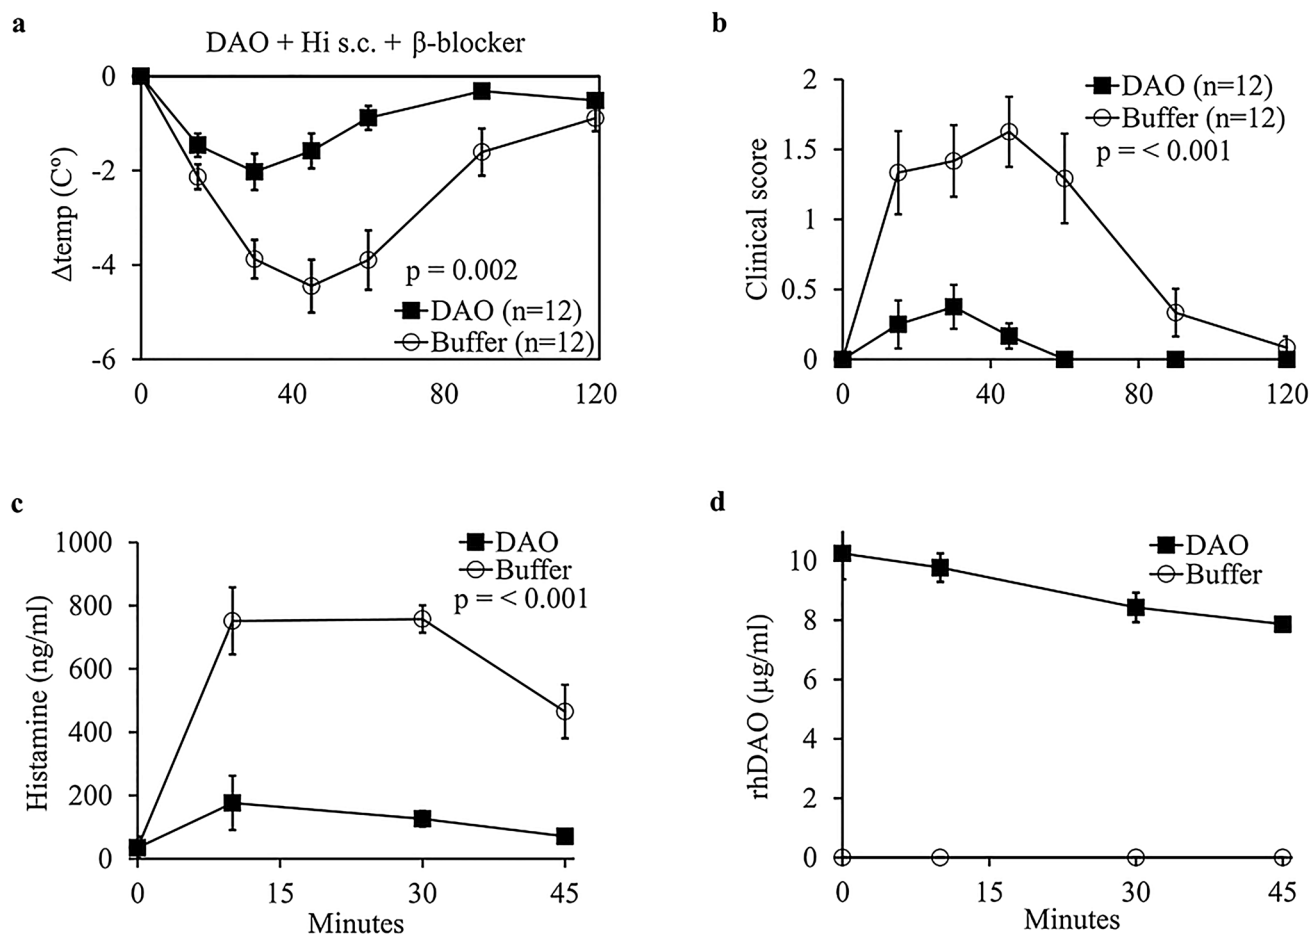 a
DAO + Hi s.c. + β-blocker
0
-2
-4
-6
Δtemp (Cº)
p = 0.002
DAO (n=12)
Buffer (n=12)
0 40 80 120
b
2
1.5
1
0.5
0
Clinical score
DAO (n=12)
Buffer (n=12)
p = < 0.001
0 40 80 120
c
1000
800
600
400
200
0
Histamine (ng/ml)
DAO
Buffer
p = < 0.001
0 15 30 45
Minutes
d
10
8
6
4
2
0
rhDAO (µg/ml)
DAO
Buffer
0 15 30 45
Minutes